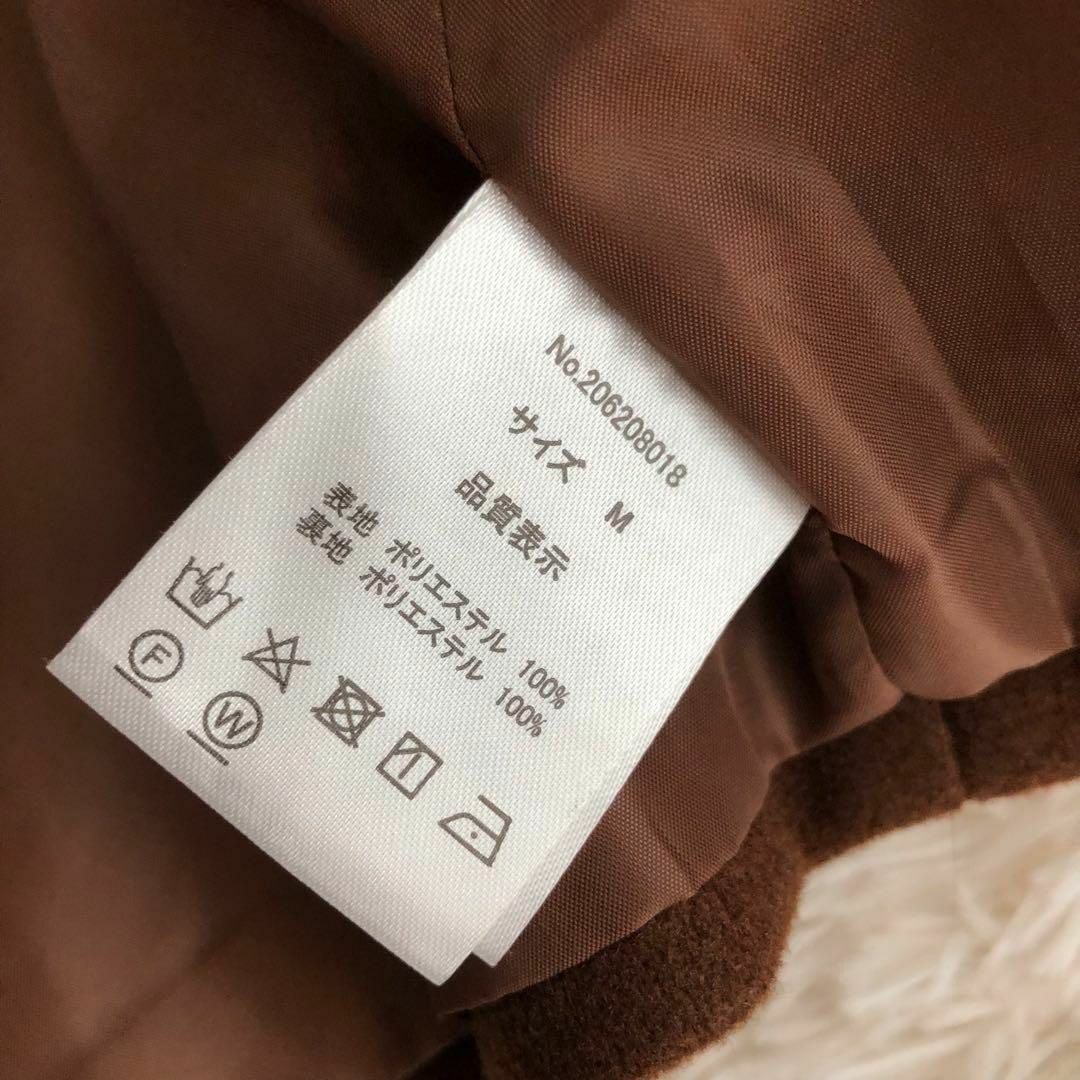 No.206208018
サイズ M
品質表示
表地 ポリエステル 100%
裏地 ポリエステル 100%
F
W